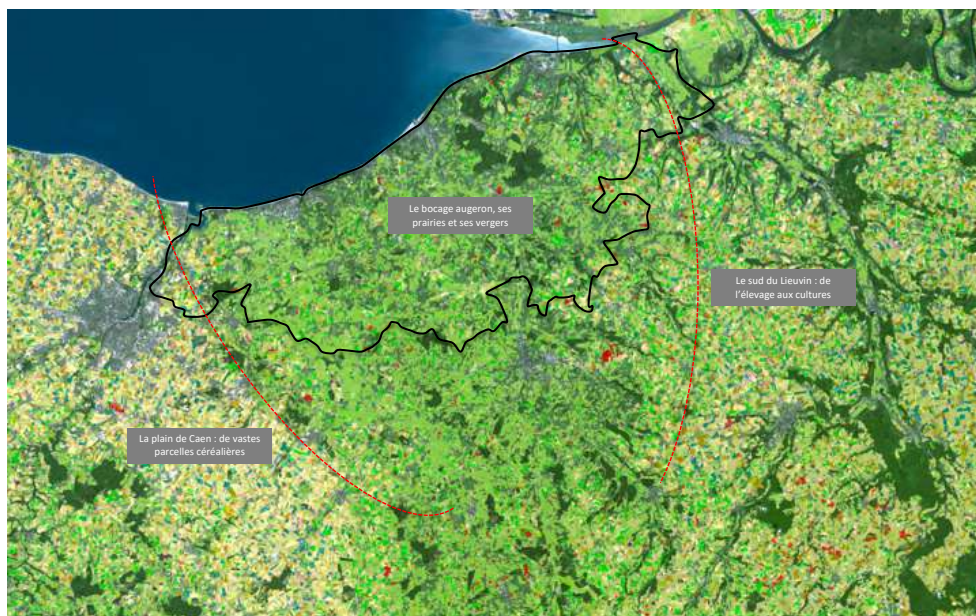 Le bocage augeron, ses
prairies et ses vergers
Le sud du Lieuvin : de
l'élevage aux cultures
La plain de Caen : de vastes
parcelles céréalières